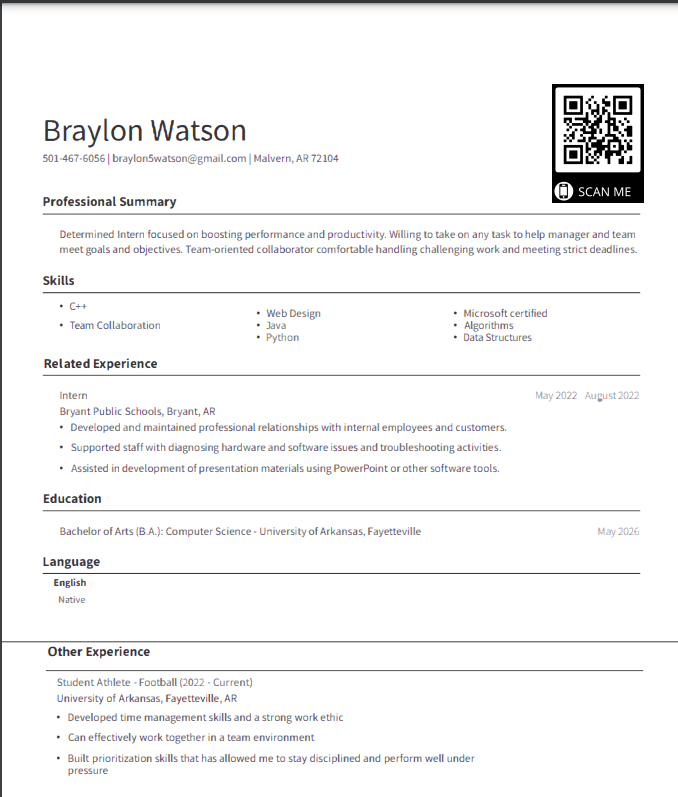 Braylon Watson
501-467-6056 | braylon5watson@gmail.com | Malvern, AR 72104
SCAN ME
Professional Summary
Determined Intern focused on boosting performance and productivity. Willing to take on any task to help manager and team
meet goals and objectives. Team-oriented collaborator comfortable handling challenging work and meeting strict deadlines.
Skills
• C++
• Team Collaboration
• Web Design
• Java
• Python
• Microsoft certified
• Algorithms
• Data Structures
Related Experience
Intern May 2022 August 2022
Bryant Public Schools, Bryant, AR
• Developed and maintained professional relationships with internal employees and customers.
• Supported staff with diagnosing hardware and software issues and troubleshooting activities.
• Assisted in development of presentation materials using PowerPoint or other software tools.
Education
Bachelor of Arts (B.A.): Computer Science - University of Arkansas, Fayetteville May 2026
Language
English
Native
Other Experience
Student Athlete - Football (2022 - Current)
University of Arkansas, Fayetteville, AR
• Developed time management skills and a strong work ethic
• Can effectively work together in a team environment
• Built prioritization skills that has allowed me to stay disciplined and perform well under
pressure